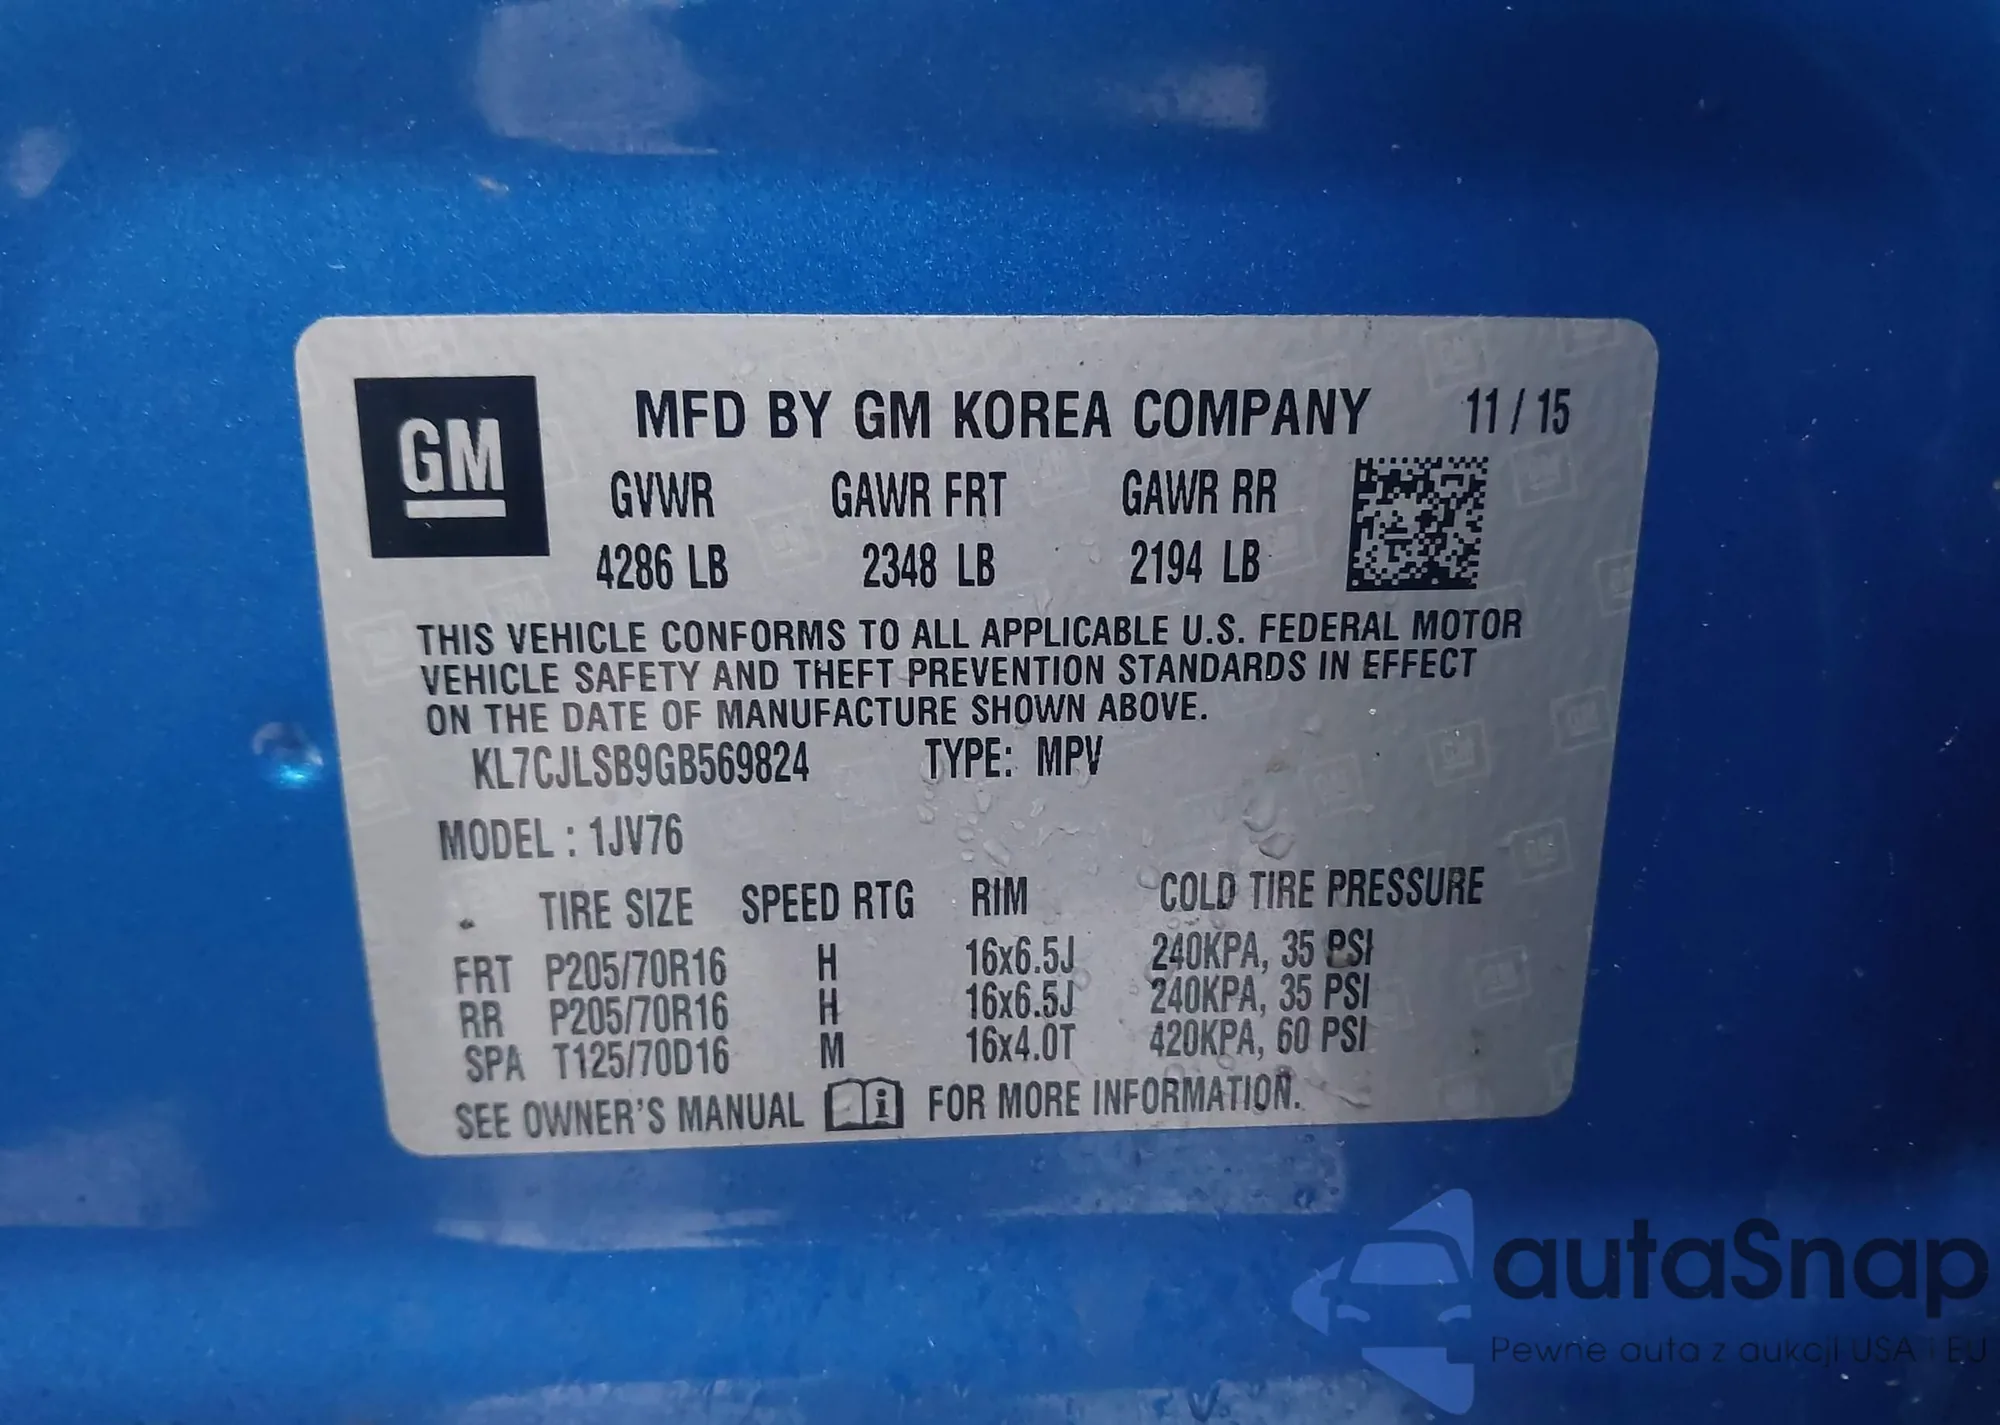 GM
MFD BY GM KOREA COMPANY 11 / 15
GVWR GAWR FRT GAWR RR
4286 LB 2348 LB 2194 LB
THIS VEHICLE CONFORMS TO ALL APPLICABLE U.S. FEDERAL MOTOR
VEHICLE SAFETY AND THEFT PREVENTION STANDARDS IN EFFECT
ON THE DATE OF MANUFACTURE SHOWN ABOVE.
KL7CJLSB9GB569824 TYPE: MPV
MODEL : 1JV76
TIRE SIZE SPEED RTG RIM COLD TIRE PRESSURE
FRT P205/70R16 H 16x6.5J 240KPA, 35 PSI
RR P205/70R16 H 16x6.5J 240KPA, 35 PSI
SPA T125/70D16 M 16x4.0T 420KPA, 60 PSI
SEE OWNER'S MANUAL i FOR MORE INFORMATION.
autaSnap
Pewne auta z aukcji USA i EU